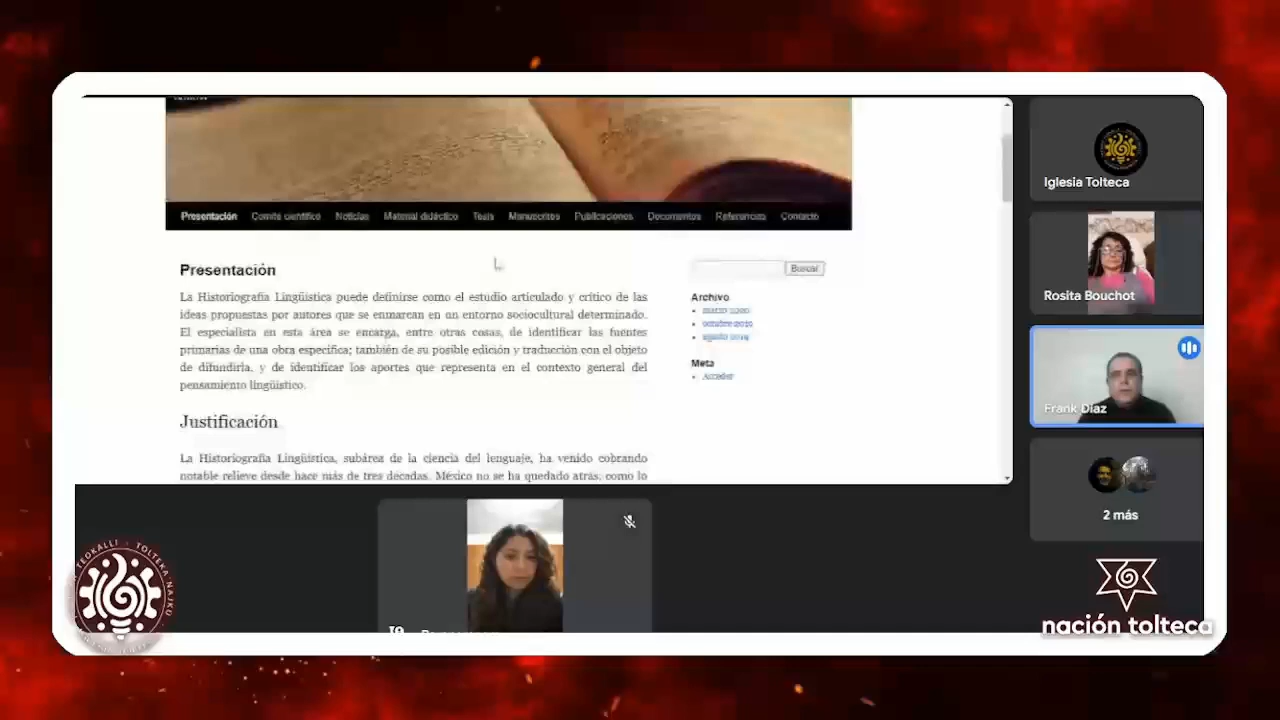 Presentación Comité científico Noticias Material didáctico Tesis Manuscritos Publicaciones Documentos Referencias Contacto
Presentación
La Historiografía Lingüística puede definirse como el estudio articulado y crítico de las
ideas propuestas por autores que se enmarcan en un entorno sociocultural determinado.
El especialista en esta área se encarga, entre otras cosas, de identificar las fuentes
primarias de una obra específica; también de su posible edición y traducción con el objeto
de difundirla, y de identificar los aportes que representa en el contexto general del
pensamiento lingüístico.
Justificación
La Historiografía Lingüística, subárea de la ciencia del lenguaje, ha venido cobrando
notable relieve desde hace más de tres décadas. México no se ha quedado atrás, como lo
Buscar
Archivo
agosto 2019
Meta
Acceder
Iglesia Tolteca
Rosita Bouchot
Frank Díaz
2 más
TEOKALLI · TOLTEKA NAJKU
nación tolteca